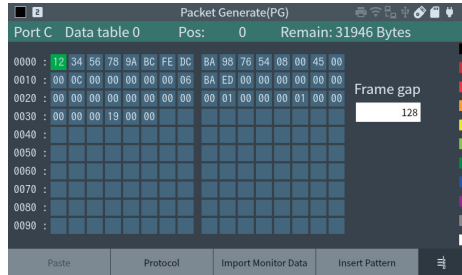 2 Packet Generate(PG)
Port C Data table 0 Pos: 0 Remain: 31946 Bytes
0000 : 12 34 56 78 9A BC FE DC BA 98 76 54 08 00 45 00
0010 : 00 0C 00 00 00 00 00 06 BA ED 00 00 00 00 00 00
0020 : 00 00 00 00 00 00 00 00 00 01 00 00 00 01 00 00
0030 : 00 00 00 19 00 00
0040 :
0050 :
0060 :
0070 :
0080 :
0090 :
Frame gap
128
Paste Protocol Import Monitor Data Insert Pattern